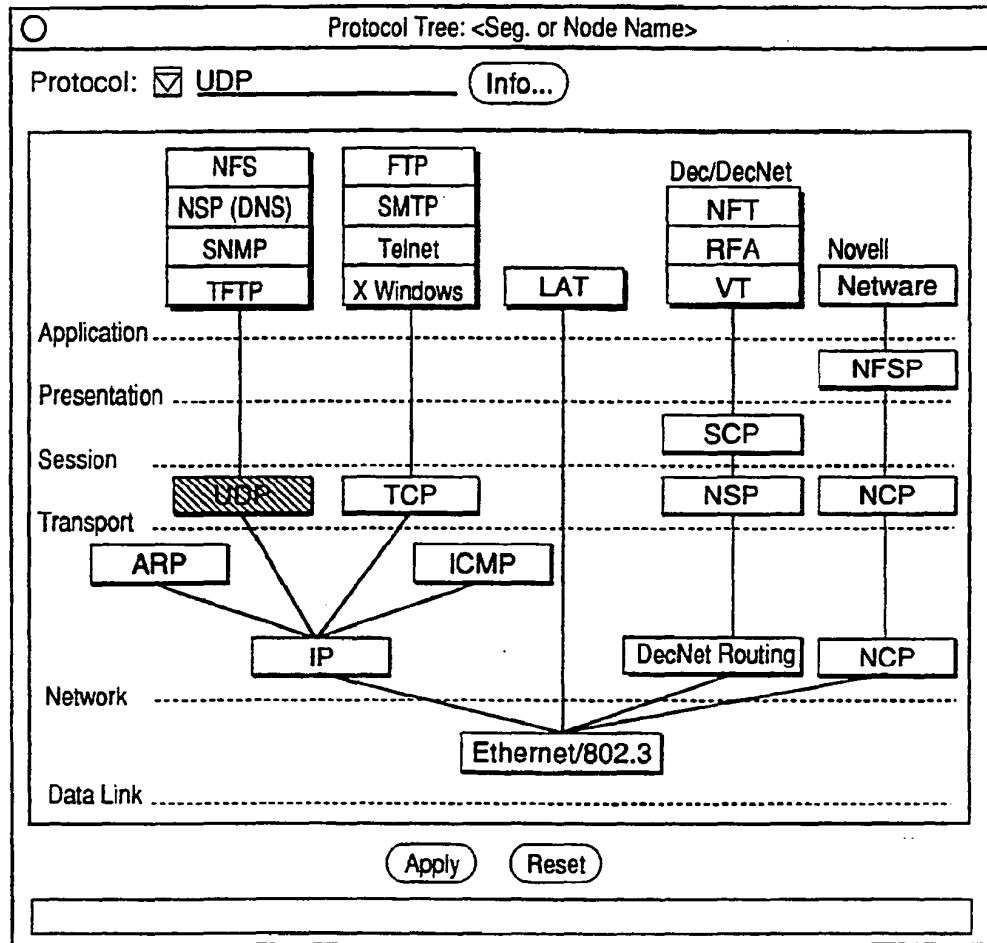 Protocol Tree: <Seg. or Node Name>
Protocol: UDP Info...
NFS
NSP (DNS)
SNMP
TFTP
FTP
SMTP
Telnet
X Windows
LAT
Dec/DecNet
NFT
RFA
VT
Novell
Netware
Application
NFSP
Presentation
SCP
Session
UDP
TCP
NSP
NCP
Transport
ARP
ICMP
IP
DecNet Routing
NCP
Network
Ethernet/802.3
Data Link
Apply
Reset